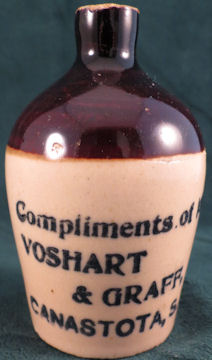 Compliments of
VOSHART
& GRAFF,
CANASTOTA,